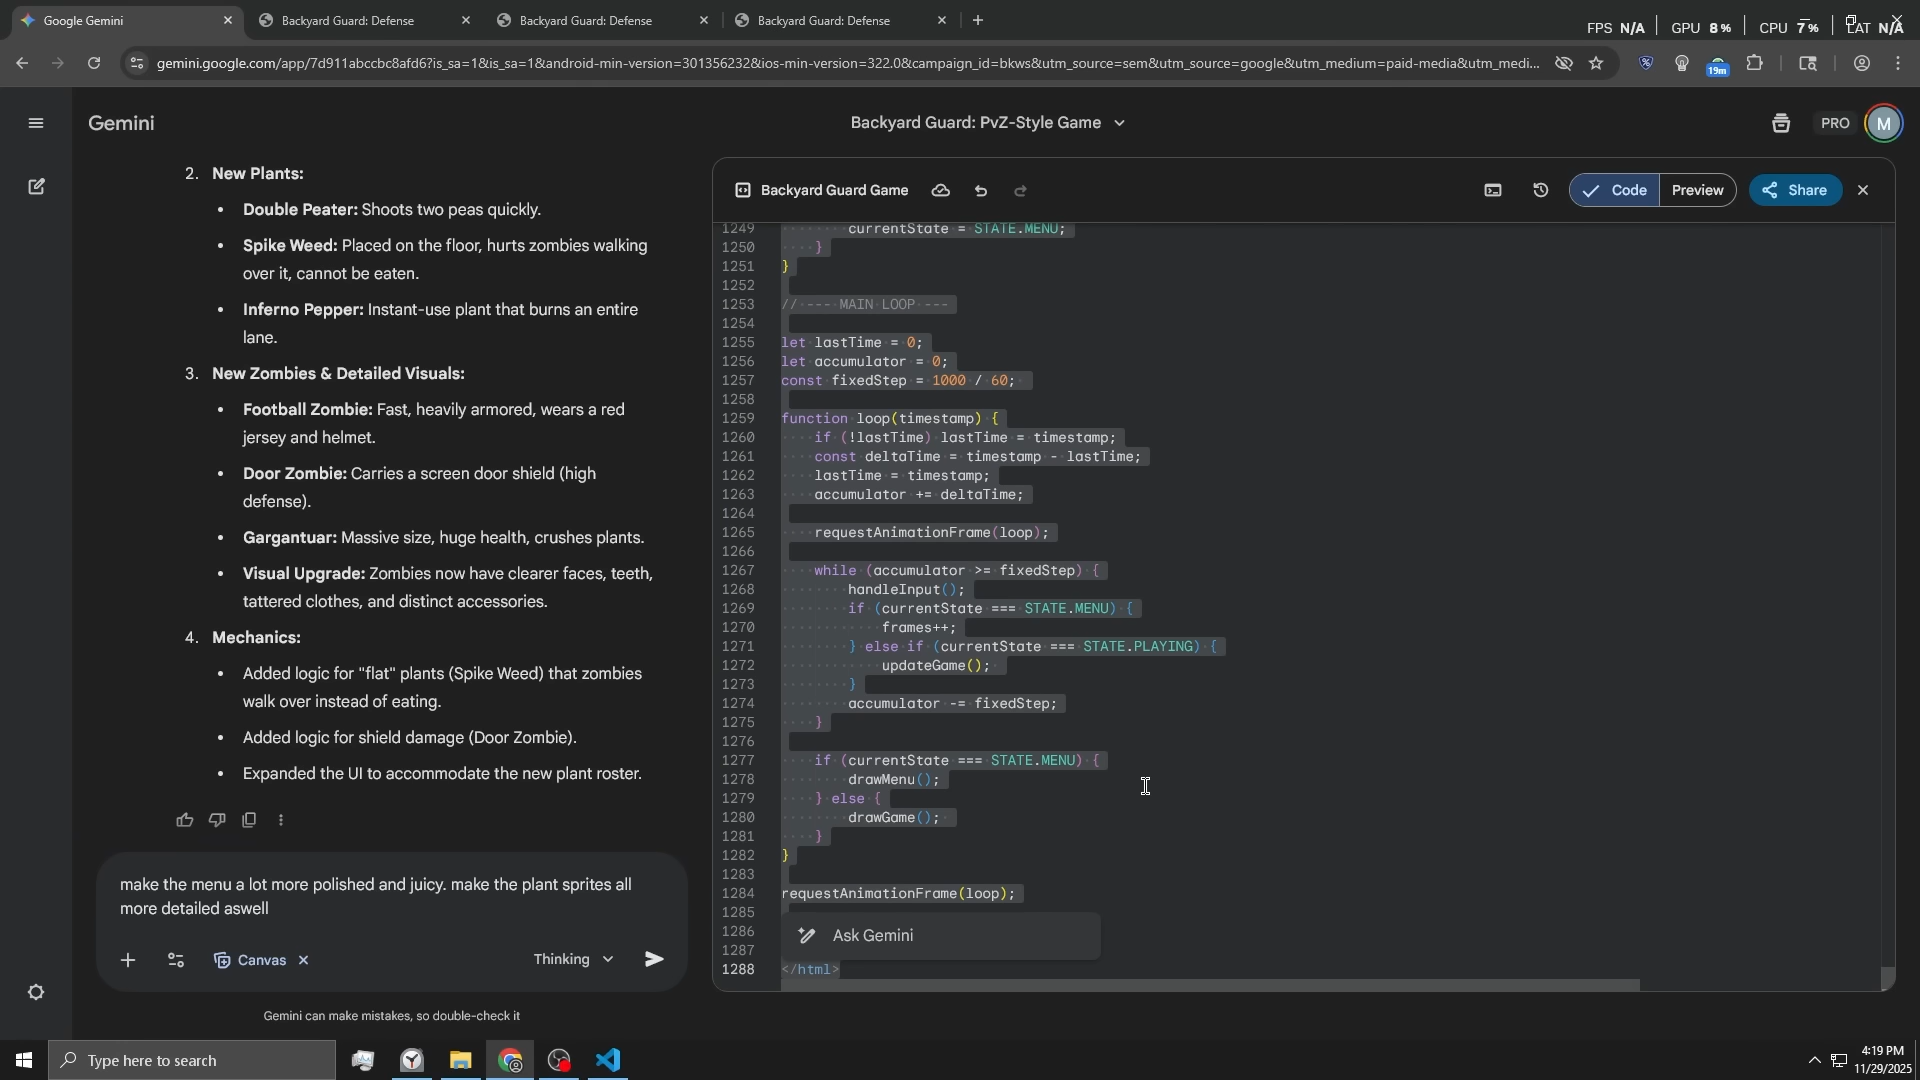 Google Gemini
Backyard Guard: Defense
Backyard Guard: Defense
Backyard Guard: Defense
FPS N/A GPU 8% CPU 7% LAT N/A
gemini.google.com/app/7d911abccbc8afd6?is_sa=1&is_sa=1&android-min-version=301356232&ios-min-version=322.0&campaign_id=bkws&utm_source=sem&utm_source=google&utm_medium=paid-media&utm_medi...
19m
Gemini
Backyard Guard: PvZ-Style Game
PRO
M
2. New Plants:
• Double Peater: Shoots two peas quickly.
• Spike Weed: Placed on the floor, hurts zombies walking
over it, cannot be eaten.
• Inferno Pepper: Instant-use plant that burns an entire
lane.
3. New Zombies & Detailed Visuals:
• Football Zombie: Fast, heavily armored, wears a red
jersey and helmet.
• Door Zombie: Carries a screen door shield (high
defense).
• Gargantuar: Massive size, huge health, crushes plants.
• Visual Upgrade: Zombies now have clearer faces, teeth,
tattered clothes, and distinct accessories.
4. Mechanics:
• Added logic for "flat" plants (Spike Weed) that zombies
walk over instead of eating.
• Added logic for shield damage (Door Zombie).
• Expanded the UI to accommodate the new plant roster.
make the menu a lot more polished and juicy. make the plant sprites all
more detailed aswell
Canvas
Thinking
Gemini can make mistakes, so double-check it
Backyard Guard Game
Code
Preview
Share
1249 currentState = STATE.MENU;
1250 }
1251 }
1252
1253 // --- MAIN LOOP ---
1254
1255 let lastTime = 0;
1256 let accumulator = 0;
1257 const fixedStep = 1000 / 60;
1258
1259 function loop(timestamp) {
1260 if (!lastTime) lastTime = timestamp;
1261 const deltaTime = timestamp - lastTime;
1262 lastTime = timestamp;
1263 accumulator += deltaTime;
1264
1265 requestAnimationFrame(loop);
1266
1267 while (accumulator >= fixedStep) {
1268 handleInput();
1269 if (currentState === STATE.MENU) {
1270 frames++;
1271 } else if (currentState === STATE.PLAYING) {
1272 updateGame();
1273 }
1274 accumulator -= fixedStep;
1275 }
1276
1277 if (currentState === STATE.MENU) {
1278 drawMenu();
1279 } else {
1280 drawGame();
1281 }
1282 }
1283
1284 requestAnimationFrame(loop);
1285
1286
1287
1288 </html>
Ask Gemini
Type here to search
4:19 PM
11/29/2025